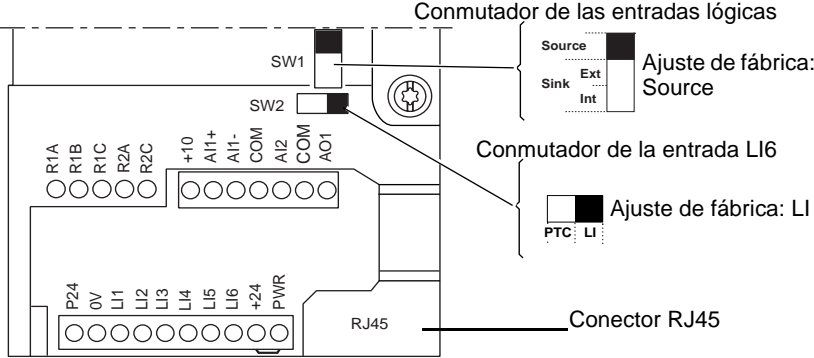 Conmutador de las entradas lógicas
SW1
Source
Sink
Ext
Int
Ajuste de fábrica:
Source
SW2
R1A
R1B
R1C
R2A
R2C
+10
AI1+
AI1-
COM
AI2
COM
AO1
Conmutador de la entrada LI6
PTC
LI
Ajuste de fábrica: LI
P24
0V
LI1
LI2
LI3
LI4
LI5
LI6
+24
PWR
RJ45
Conector RJ45